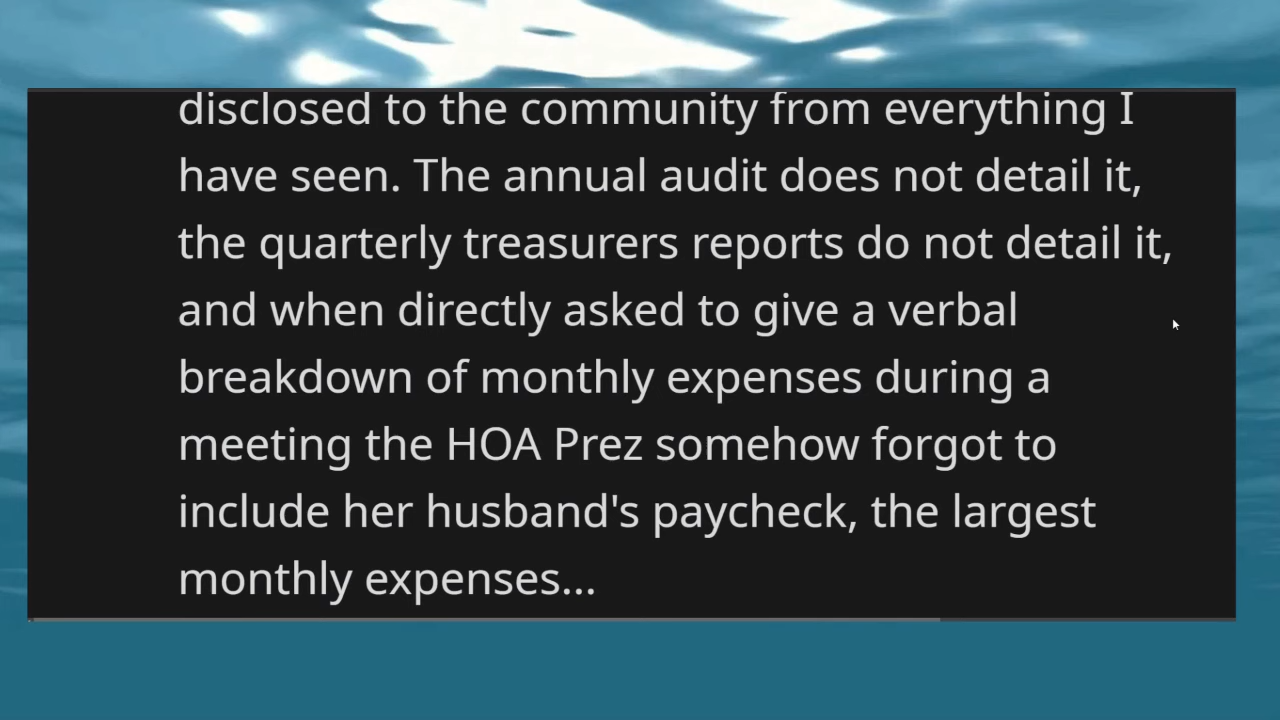 disclosed to the community from everything I
have seen. The annual audit does not detail it,
the quarterly treasurers reports do not detail it,
and when directly asked to give a verbal
breakdown of monthly expenses during a
meeting the HOA Prez somehow forgot to
include her husband's paycheck, the largest
monthly expenses...